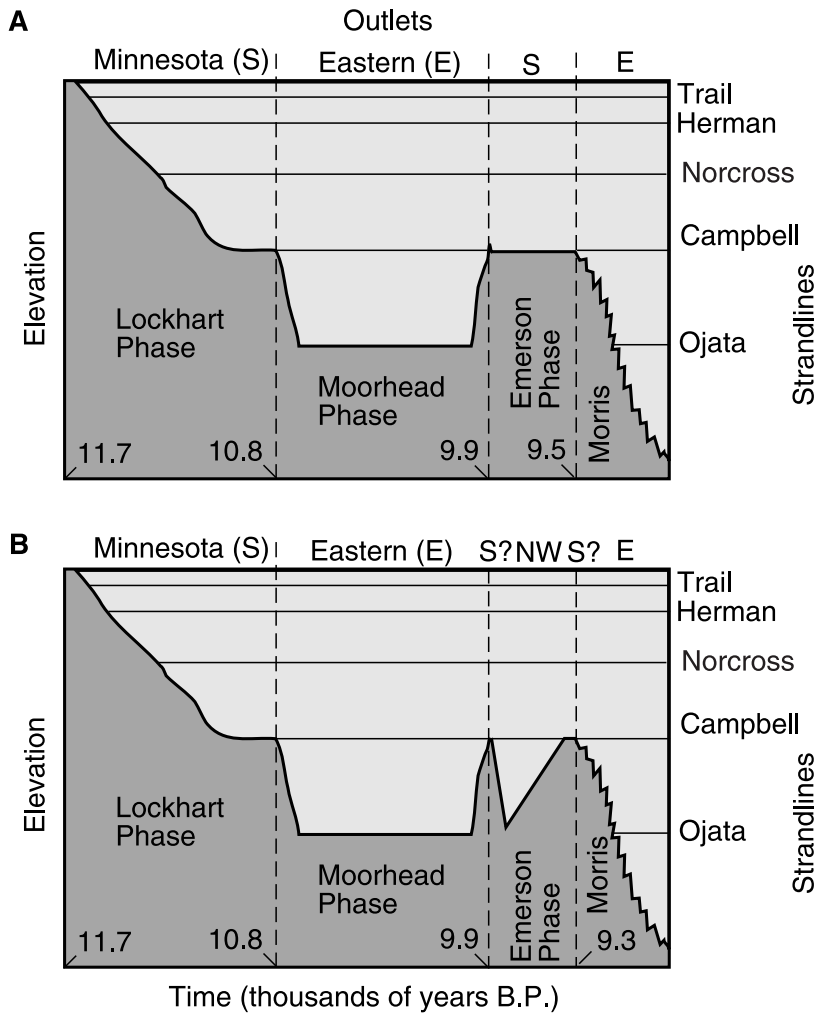 A
Outlets
Minnesota (S)
Eastern (E)
S
E
Trail
Herman
Norcross
Campbell
Ojata
Elevation
Strandlines
Lockhart
Phase
Moorhead
Phase
Emerson
Phase
Morris
11.7
10.8
9.9
9.5
B
Minnesota (S)
Eastern (E)
S? NW S?
E
Trail
Herman
Norcross
Campbell
Ojata
Elevation
Strandlines
Lockhart
Phase
Moorhead
Phase
Emerson
Phase
Morris
11.7
10.8
9.9
9.3
Time (thousands of years B.P.)